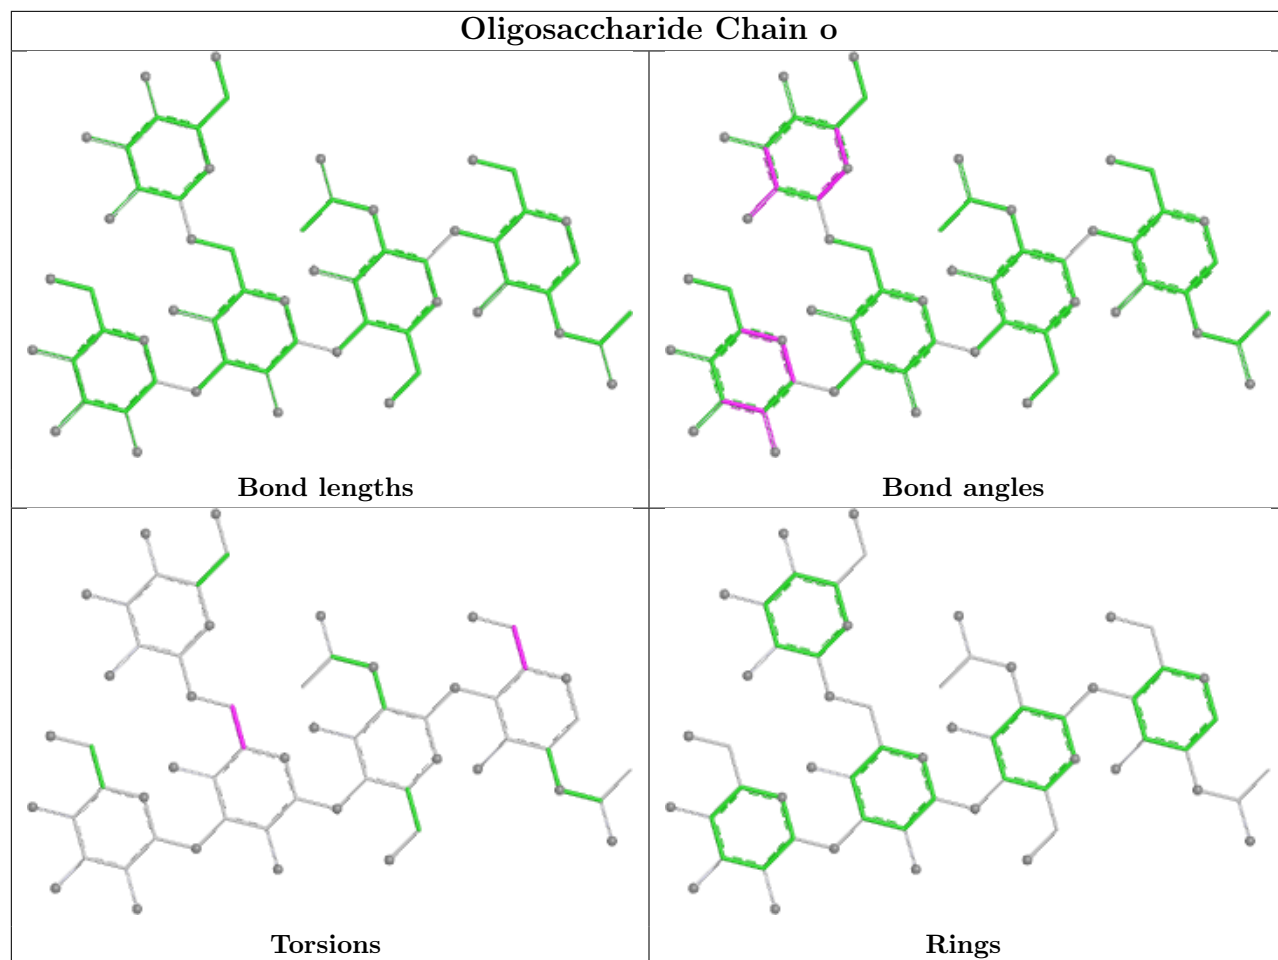 Oligosaccharide Chain o
Bond lengths
Bond angles
Torsions
Rings